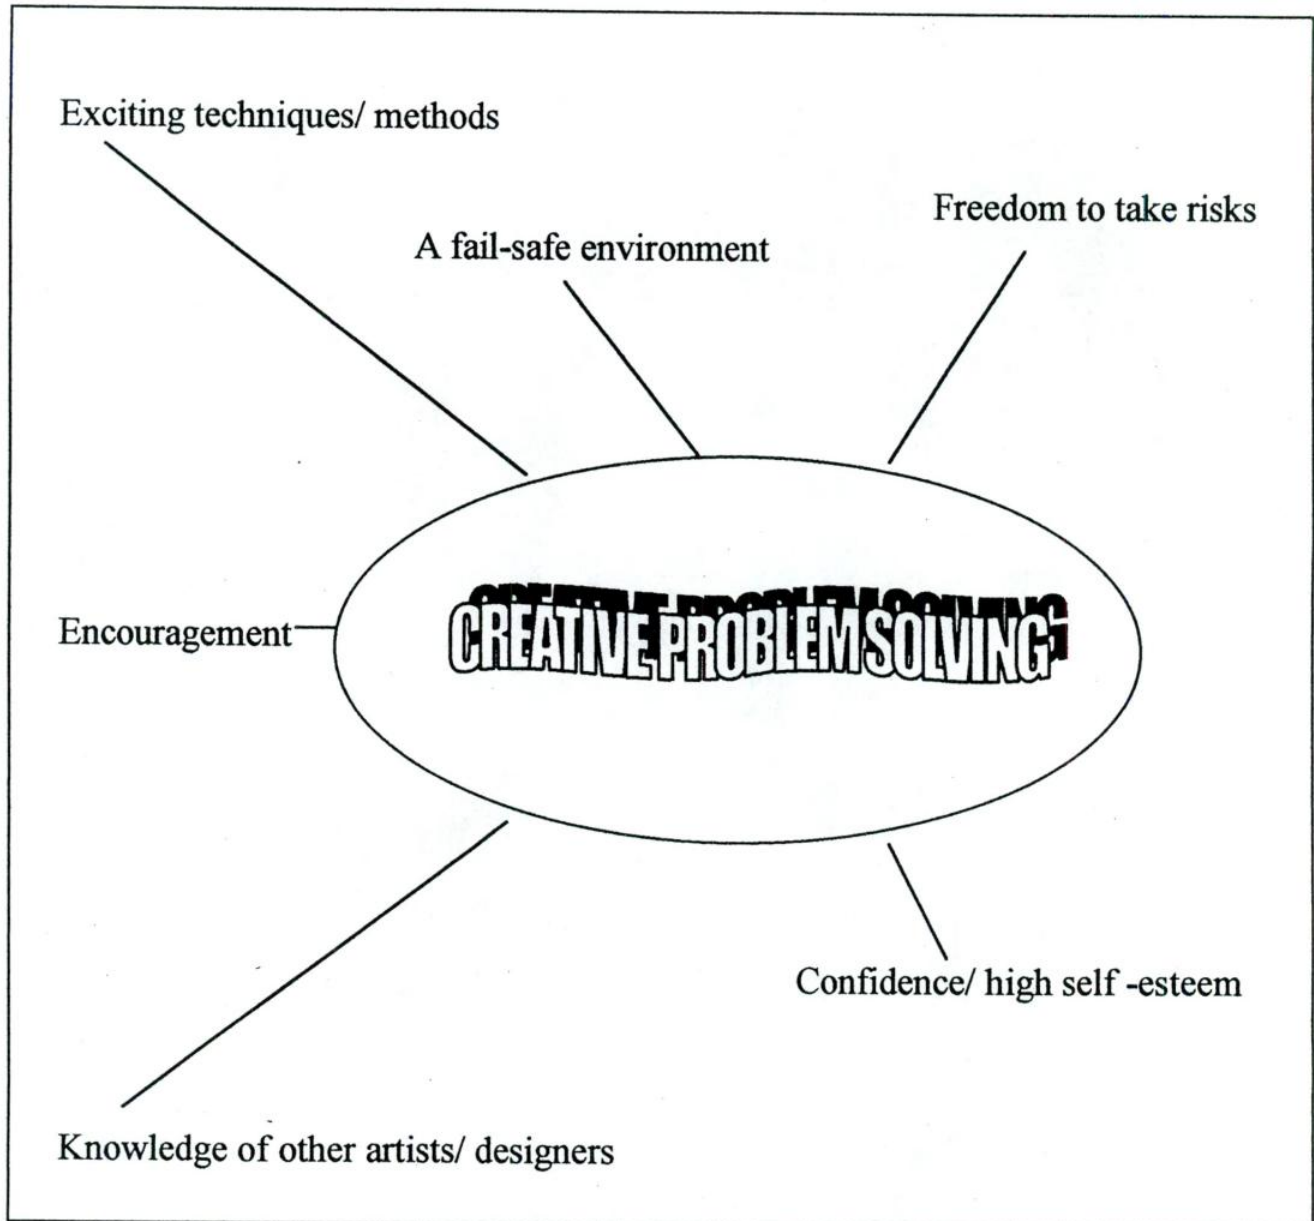 Exciting techniques/ methods
Freedom to take risks
A fail-safe environment
CREATIVE PROBLEM SOLVING
Encouragement
Confidence/ high self -esteem
Knowledge of other artists/ designers